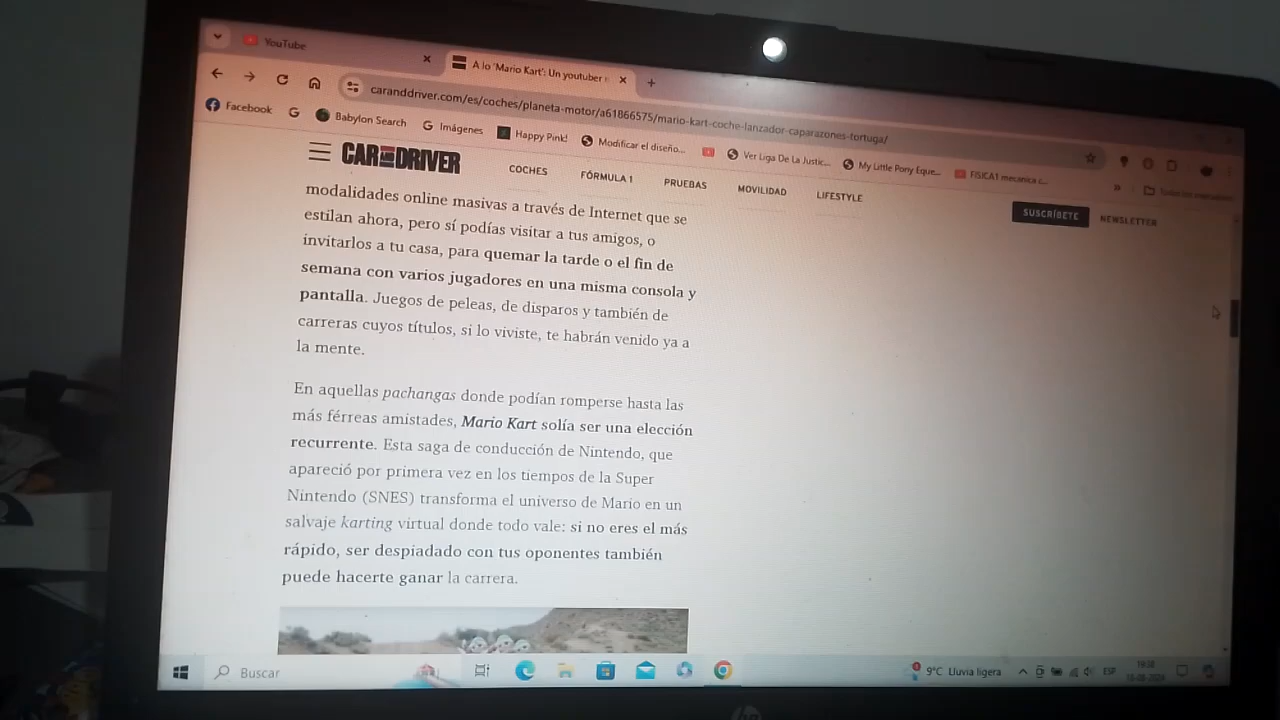 YouTube
A lo 'Mario Kart': Un youtuber
caranddriver.com/es/coches/planeta-motor/a61866575/mario-kart-coche-lanzador-caparazones-tortuga/
Facebook
Babylon Search
Imágenes
Happy Pink!
Modificar el diseño...
Ver Liga De La Justic...
My Little Pony Eque...
FISICA1 mecanica c...
CAR AND DRIVER
COCHES
FÓRMULA 1
PRUEBAS
MOVILIDAD
LIFESTYLE
SUSCRÍBETE
NEWSLETTER
modalidades online masivas a través de Internet que se
estilan ahora, pero sí podías visitar a tus amigos, o
invitarlos a tu casa, para quemar la tarde o el fin de
semana con varios jugadores en una misma consola y
pantalla. Juegos de peleas, de disparos y también de
carreras cuyos títulos, si lo viviste, te habrán venido ya a
la mente.
En aquellas pachangas donde podían romperse hasta las
más férreas amistades, Mario Kart solía ser una elección
recurrente. Esta saga de conducción de Nintendo, que
apareció por primera vez en los tiempos de la Super
Nintendo (SNES) transforma el universo de Mario en un
salvaje karting virtual donde todo vale: si no eres el más
rápido, ser despiadado con tus oponentes también
puede hacerte ganar la carrera.
Buscar
9°C Lluvia ligera
ESP
hp